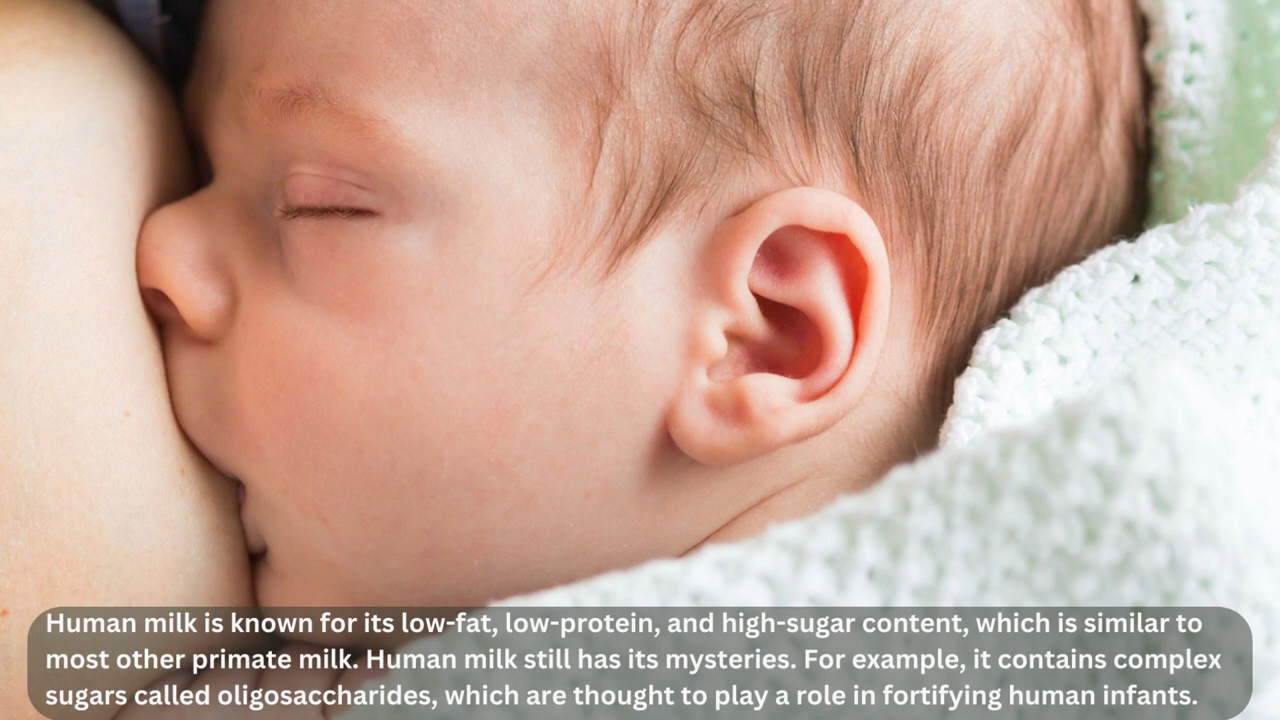 Human milk is known for its low-fat, low-protein, and high-sugar content, which is similar to
most other primate milk. Human milk still has its mysteries. For example, it contains complex
sugars called oligosaccharides, which are thought to play a role in fortifying human infants.